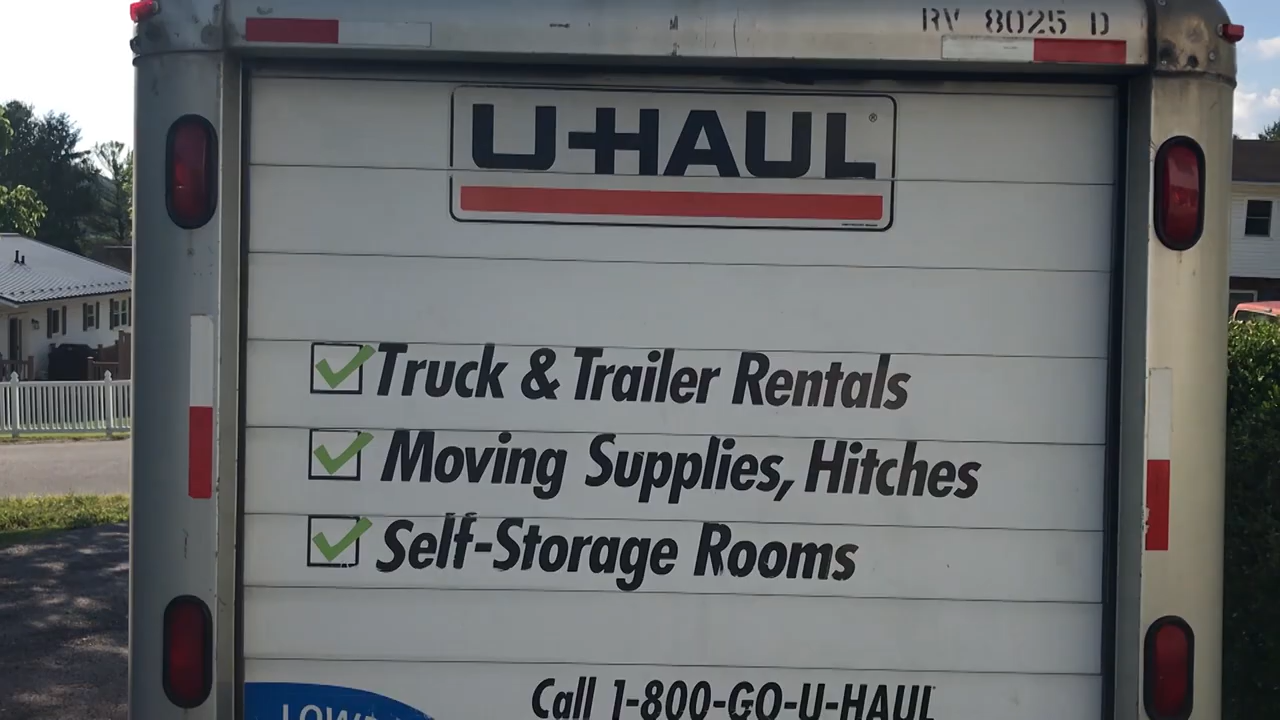 RV 8025 D
U-HAUL®
Truck & Trailer Rentals
Moving Supplies, Hitches
Self-Storage Rooms
Call 1-800-GO-U-HAUL